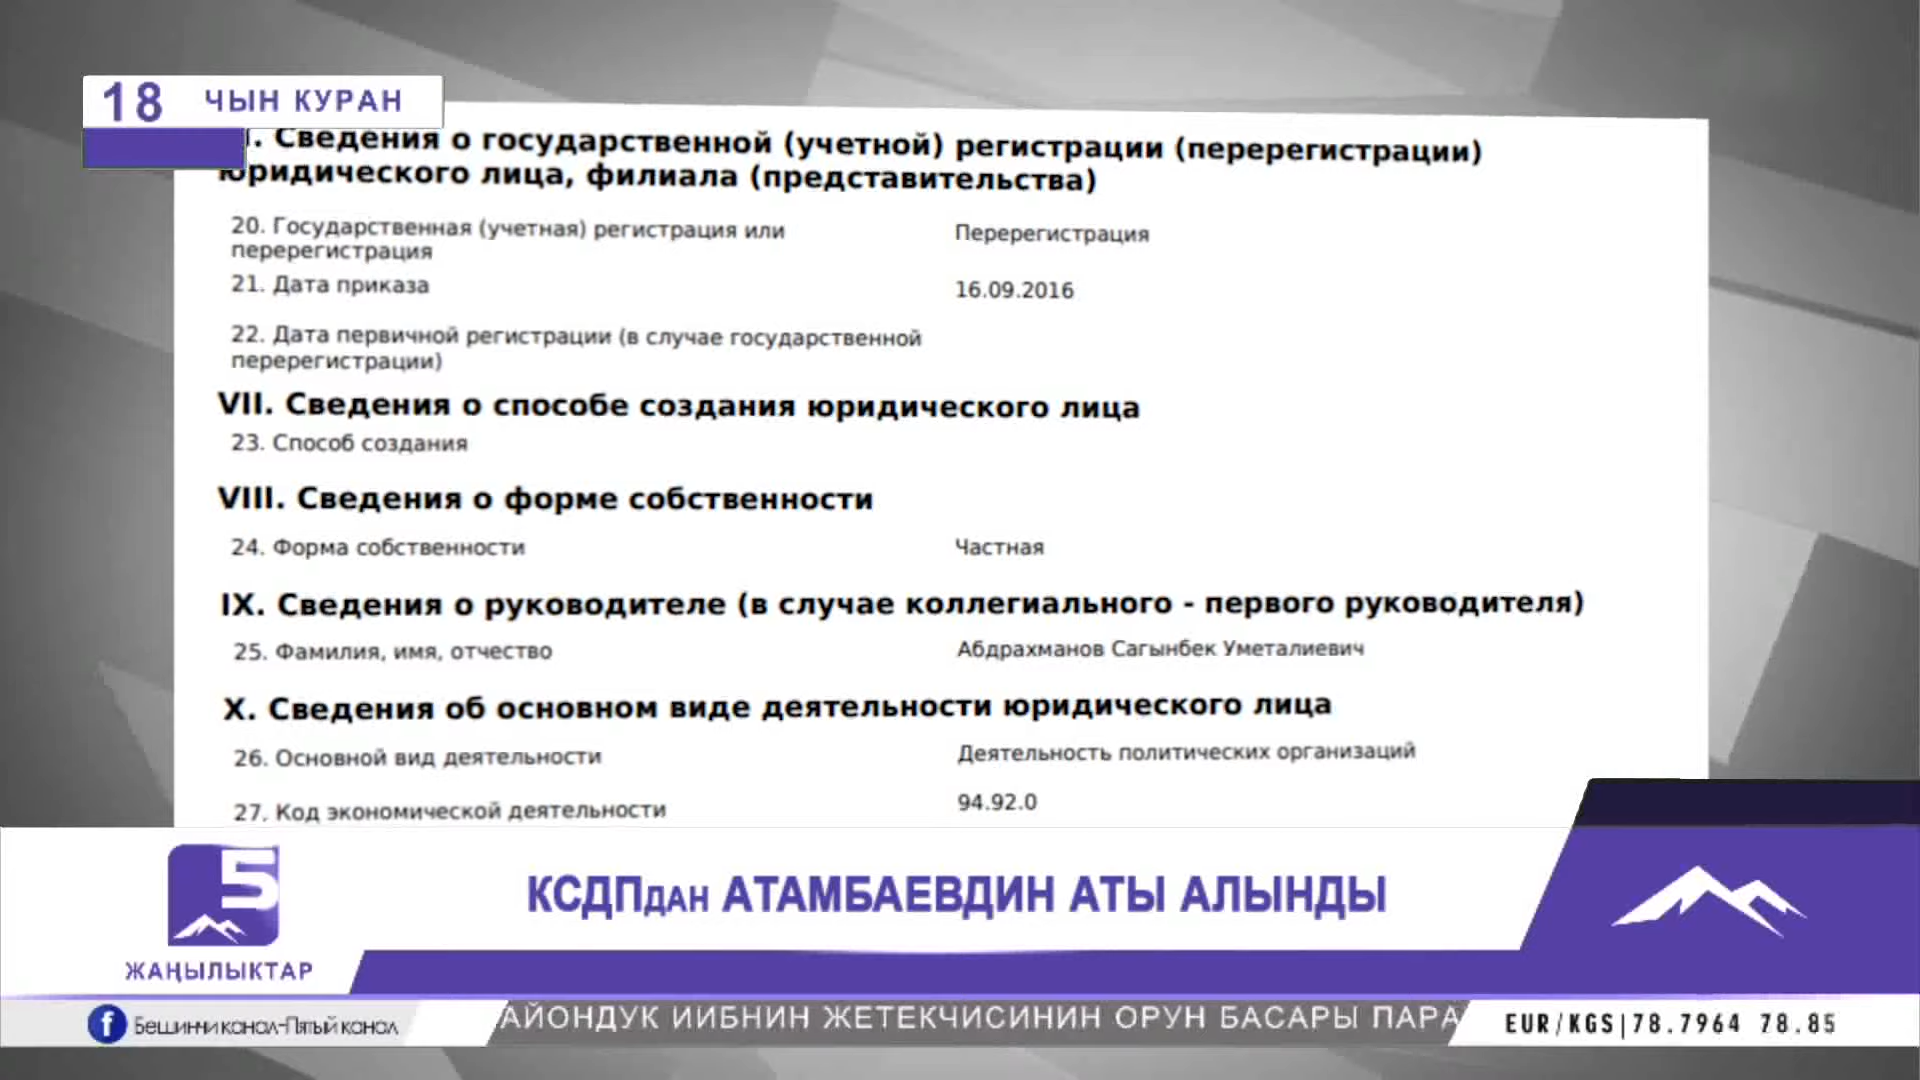 18 ЧЫН КУРАН
. Сведения о государственной (учетной) регистрации (перерегистрации)
юридического лица, филиала (представительства)
20. Государственная (учетная) регистрация или
перерегистрация
Перерегистрация
21. Дата приказа
16.09.2016
22. Дата первичной регистрации (в случае государственной
перерегистрации)
VII. Сведения о способе создания юридического лица
23. Способ создания
VIII. Сведения о форме собственности
24. Форма собственности
Частная
IX. Сведения о руководителе (в случае коллегиального - первого руководителя)
25. Фамилия, имя, отчество
Абдрахманов Сагынбек Уметалиевич
X. Сведения об основном виде деятельности юридического лица
26. Основной вид деятельности
Деятельность политических организаций
27. Код экономической деятельности
94.92.0
5
ЖАҢЫЛЫКТАР
КСДПдан АТАМБАЕВДИН АТЫ АЛЫНДЫ
f Бешинчи канал-Пятый канал
АЙОНДУК ИИБНИН ЖЕТЕКЧИСИНИН ОРУН БАСАРЫ ПАРА
EUR/KGS|78.7964 78.85